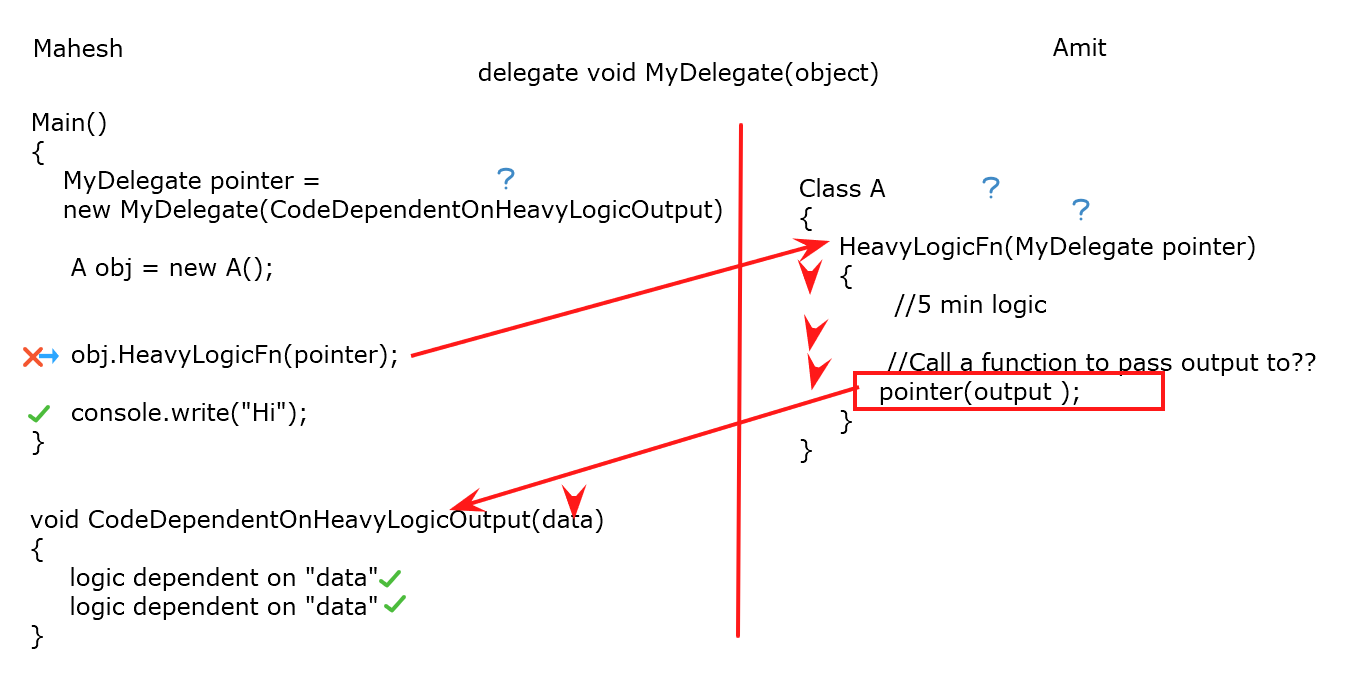 Mahesh
Amit
delegate void MyDelegate(object)
Main()
{
MyDelegate pointer =
?
new MyDelegate(CodeDependentOnHeavyLogicOutput)
A obj = new A();
obj.HeavyLogicFn(pointer);
console.write("Hi");
}
void CodeDependentOnHeavyLogicOutput(data)
{
logic dependent on "data"
logic dependent on "data"
}
Class A
?
{
?
HeavyLogicFn(MyDelegate pointer)
{
//5 min logic
//Call a function to pass output to??
pointer(output );
}
}